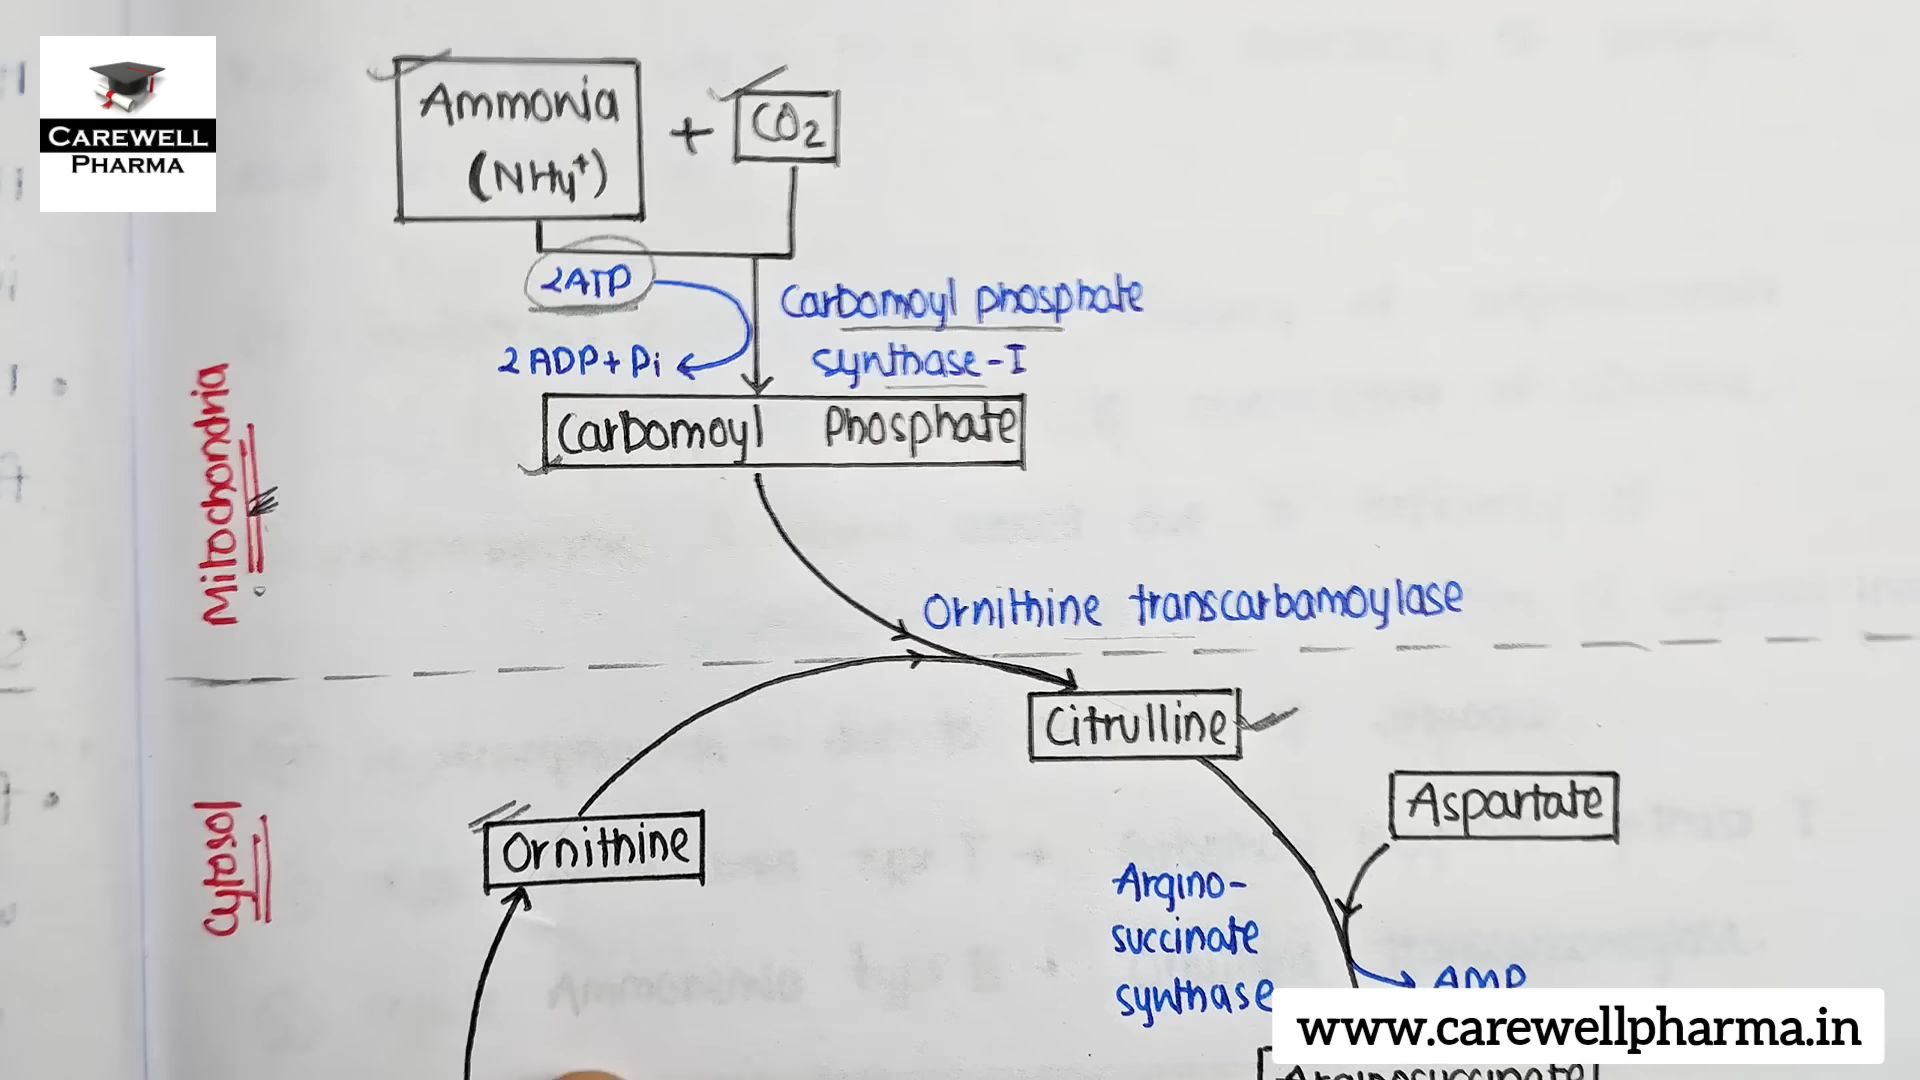 CAREWELL
PHARMA
Ammonia
(NH4+)
+
CO2
2ATP
2 ADP + Pi
Carbomoyl phosphate
synthase-I
Carbomoyl Phosphate
Mitochondria
Ornithine transcarbamoylase
Citrulline
Aspartate
Cytosol
Ornithine
Argino-
succinate
synthase
AMP
www.carewellpharma.in